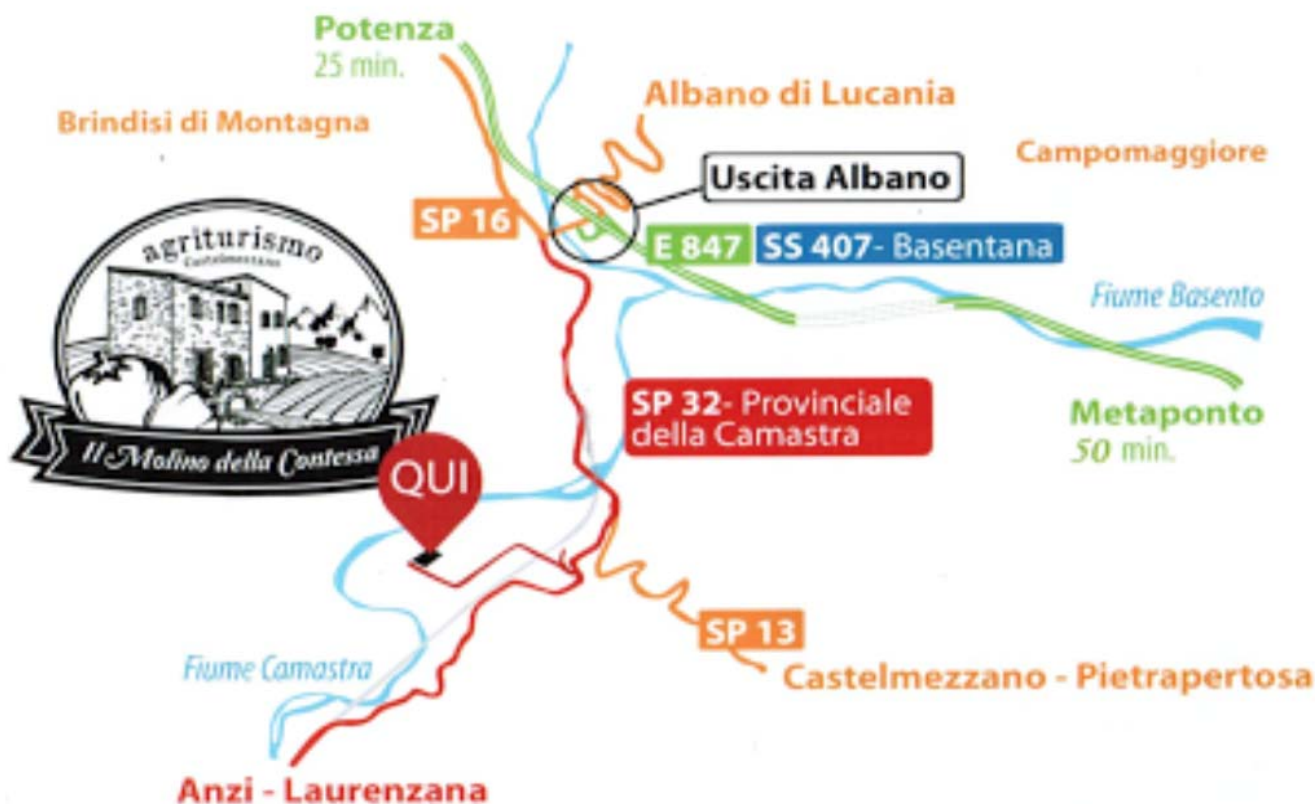 Potenza
25 min.
Brindisi di Montagna
Albano di Lucania
Campomaggiore
Uscita Albano
SP 16
E 847
SS 407- Basentana
Fiume Basento
agriturismo
Castelmezzano
Il Molino della Contessa
SP 32- Provinciale
della Camastra
Metaponto
50 min.
QUI
SP 13
Fiume Camastra
Castelmezzano - Pietrapertosa
Anzi - Laurenzana